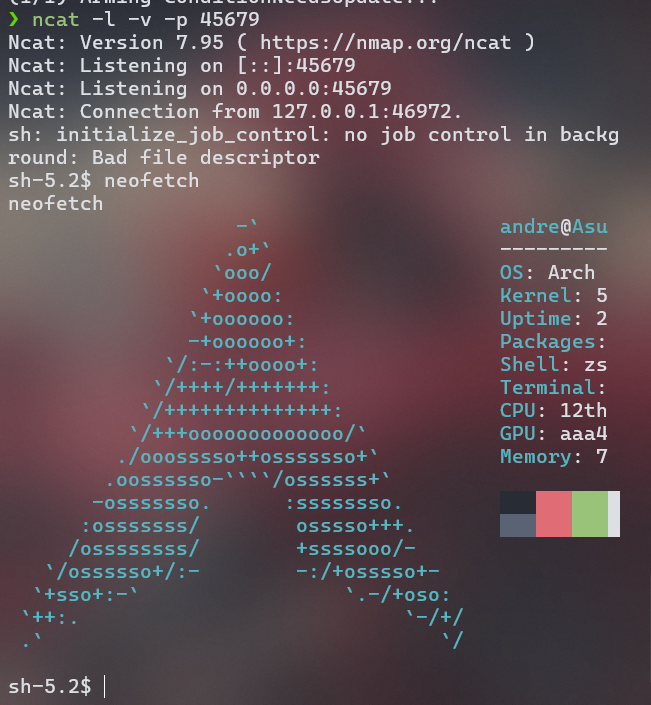 (1/1) Arming ConditionNeedsUpdate...
❯ ncat -l -v -p 45679
Ncat: Version 7.95 ( https://nmap.org/ncat )
Ncat: Listening on [::]:45679
Ncat: Listening on 0.0.0.0:45679
Ncat: Connection from 127.0.0.1:46972.
sh: initialize_job_control: no job control in backg
round: Bad file descriptor
sh-5.2$ neofetch
neofetch
                   -`                    andre@Asu
                  .o+`                   ---------
                 `ooo/                   OS: Arch
                `+oooo:                  Kernel: 5
               `+oooooo:                 Uptime: 2
               -+oooooo+:                Packages:
             `/:-:++oooo+:               Shell: zs
            `/++++/+++++++:              Terminal:
           `/++++++++++++++:             CPU: 12th
          `/+++ooooooooooooo/`           GPU: aaa4
         ./ooosssso++osssssso+`          Memory: 7
        .oossssso-````/ossssss+`
       -osssssso.      :ssssssso.
      :osssssss/        osssso+++.
     /ossssssss/        +ssssooo/-
   `/ossssso+/:-        -:/+osssso+-
  `+sso+:-`                 `.-/+oso:
 `++:.                           `-/+/
 .`                                 `/
sh-5.2$